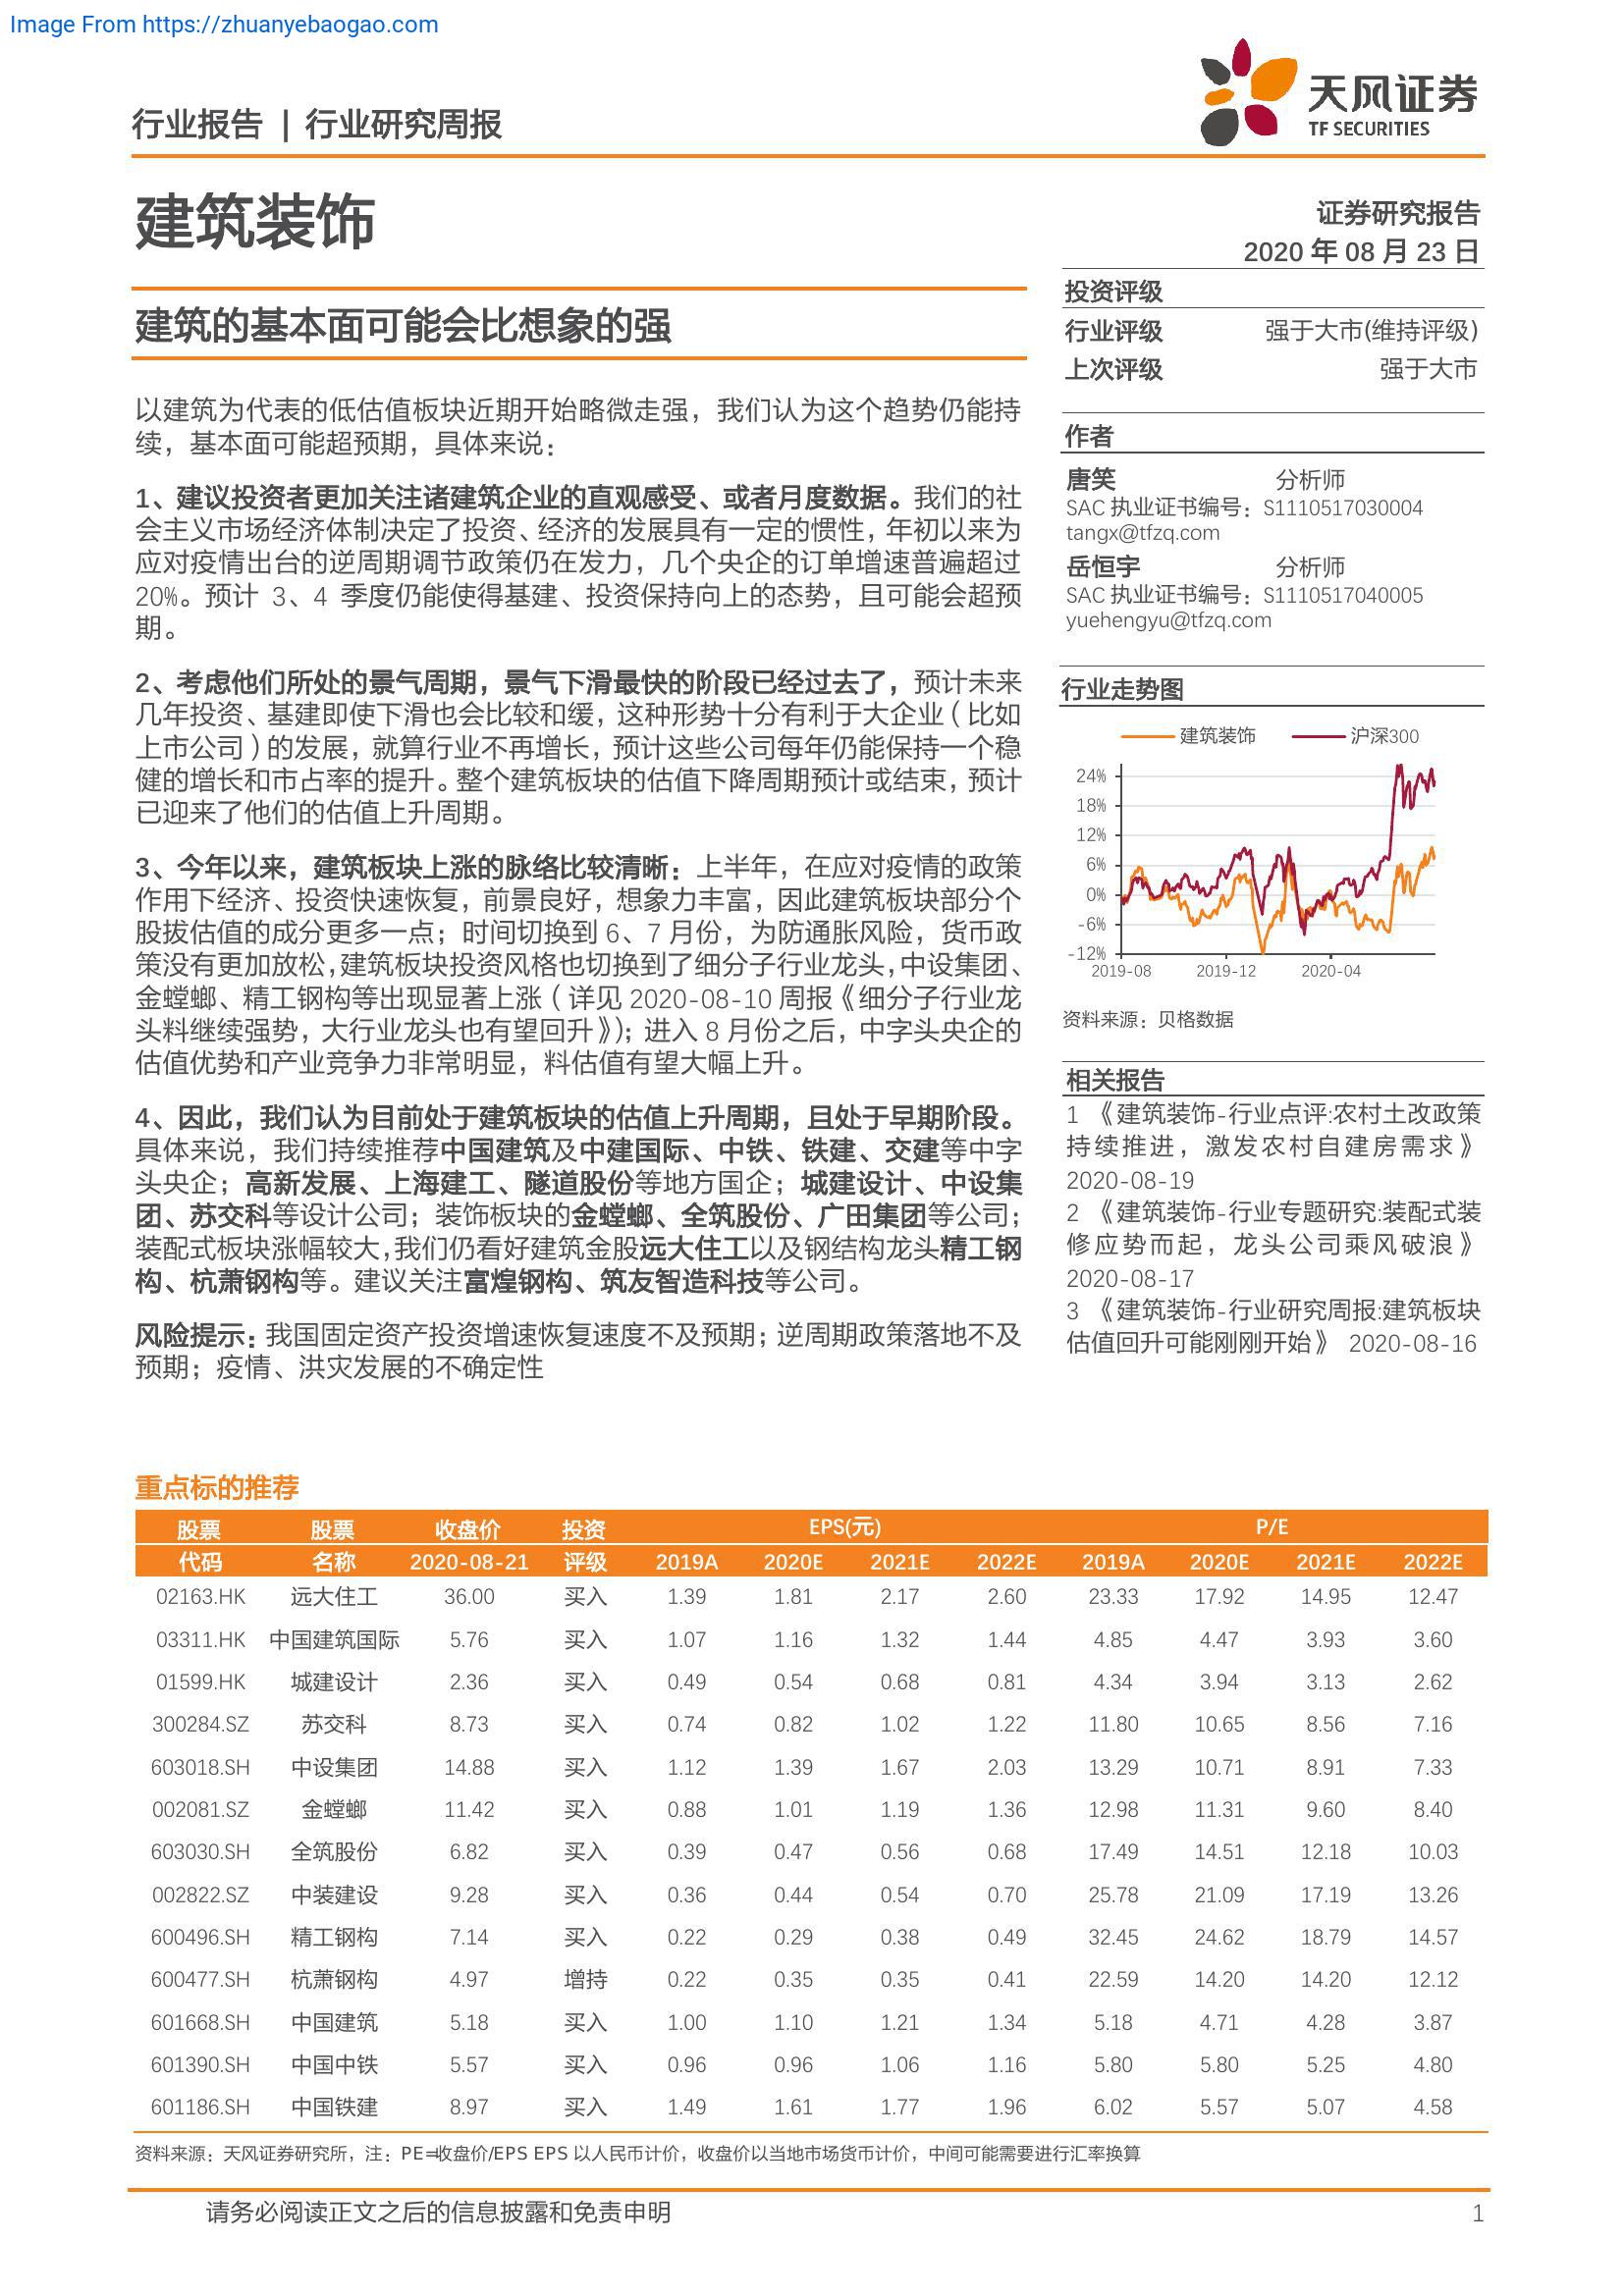 Image From https://zhuanyebaogao.com
行业报告 | 行业研究周报
天风证券
TF SECURITIES
建筑装饰
证券研究报告
2020 年 08 月 23 日
建筑的基本面可能会比想象的强
以建筑为代表的低估值板块近期开始略微走强，我们认为这个趋势仍能持
续，基本面可能超预期，具体来说：
1、建议投资者更加关注诸建筑企业的直观感受、或者月度数据。我们的社
会主义市场经济体制决定了投资、经济的发展具有一定的惯性，年初以来为
应对疫情出台的逆周期调节政策仍在发力，几个央企的订单增速普遍超过
20%。预计 3、4 季度仍能使得基建、投资保持向上的态势，且可能会超预
期。
2、考虑他们所处的景气周期，景气下滑最快的阶段已经过去了，预计未来
几年投资、基建即使下滑也会比较和缓，这种形势十分有利于大企业（比如
上市公司）的发展，就算行业不再增长，预计这些公司每年仍能保持一个稳
健的增长和市占率的提升。整个建筑板块的估值下降周期预计或结束，预计
已迎来了他们的估值上升周期。
3、今年以来，建筑板块上涨的脉络比较清晰：上半年，在应对疫情的政策
作用下经济、投资快速恢复，前景良好，想象力丰富，因此建筑板块部分个
股拔估值的成分更多一点；时间切换到 6、7 月份，为防通胀风险，货币政
策没有更加放松，建筑板块投资风格也切换到了细分子行业龙头，中设集团、
金螳螂、精工钢构等出现显著上涨（详见 2020-08-10 周报《细分子行业龙
头料继续强势，大行业龙头也有望回升》）；进入 8 月份之后，中字头央企的
估值优势和产业竞争力非常明显，料估值有望大幅上升。
4、因此，我们认为目前处于建筑板块的估值上升周期，且处于早期阶段。
具体来说，我们持续推荐中国建筑及中建国际、中铁、铁建、交建等中字
头央企；高新发展、上海建工、隧道股份等地方国企；城建设计、中设集
团、苏交科等设计公司；装饰板块的金螳螂、全筑股份、广田集团等公司；
装配式板块涨幅较大，我们仍看好建筑金股远大住工以及钢结构龙头精工钢
构、杭萧钢构等。建议关注富煌钢构、筑友智造科技等公司。
风险提示：我国固定资产投资增速恢复速度不及预期；逆周期政策落地不及
预期；疫情、洪灾发展的不确定性
投资评级
行业评级 强于大市(维持评级)
上次评级 强于大市
作者
唐笑 分析师
SAC 执业证书编号：S1110517030004
tangx@tfzq.com
岳恒宇 分析师
SAC 执业证书编号：S1110517040005
yuehengyu@tfzq.com
行业走势图
建筑装饰 沪深300
24%
18%
12%
6%
0%
-6%
-12%
2019-08 2019-12 2020-04
资料来源：贝格数据
相关报告
1 《建筑装饰-行业点评:农村土改政策
持续推进，激发农村自建房需求》
2020-08-19
2 《建筑装饰-行业专题研究:装配式装
修应势而起，龙头公司乘风破浪》
2020-08-17
3 《建筑装饰-行业研究周报:建筑板块
估值回升可能刚刚开始》 2020-08-16
重点标的推荐
股票 股票 收盘价 投资 EPS(元) P/E
代码 名称 2020-08-21 评级 2019A 2020E 2021E 2022E 2019A 2020E 2021E 2022E
02163.HK 远大住工 36.00 买入 1.39 1.81 2.17 2.60 23.33 17.92 14.95 12.47
03311.HK 中国建筑国际 5.76 买入 1.07 1.16 1.32 1.44 4.85 4.47 3.93 3.60
01599.HK 城建设计 2.36 买入 0.49 0.54 0.68 0.81 4.34 3.94 3.13 2.62
300284.SZ 苏交科 8.73 买入 0.74 0.82 1.02 1.22 11.80 10.65 8.56 7.16
603018.SH 中设集团 14.88 买入 1.12 1.39 1.67 2.03 13.29 10.71 8.91 7.33
002081.SZ 金螳螂 11.42 买入 0.88 1.01 1.19 1.36 12.98 11.31 9.60 8.40
603030.SH 全筑股份 6.82 买入 0.39 0.47 0.56 0.68 17.49 14.51 12.18 10.03
002822.SZ 中装建设 9.28 买入 0.36 0.44 0.54 0.70 25.78 21.09 17.19 13.26
600496.SH 精工钢构 7.14 买入 0.22 0.29 0.38 0.49 32.45 24.62 18.79 14.57
600477.SH 杭萧钢构 4.97 增持 0.22 0.35 0.35 0.41 22.59 14.20 14.20 12.12
601668.SH 中国建筑 5.18 买入 1.00 1.10 1.21 1.34 5.18 4.71 4.28 3.87
601390.SH 中国中铁 5.57 买入 0.96 0.96 1.06 1.16 5.80 5.80 5.25 4.80
601186.SH 中国铁建 8.97 买入 1.49 1.61 1.77 1.96 6.02 5.57 5.07 4.58
资料来源：天风证券研究所，注：PE=收盘价/EPS EPS 以人民币计价，收盘价以当地市场货币计价，中间可能需要进行汇率换算
请务必阅读正文之后的信息披露和免责申明 1